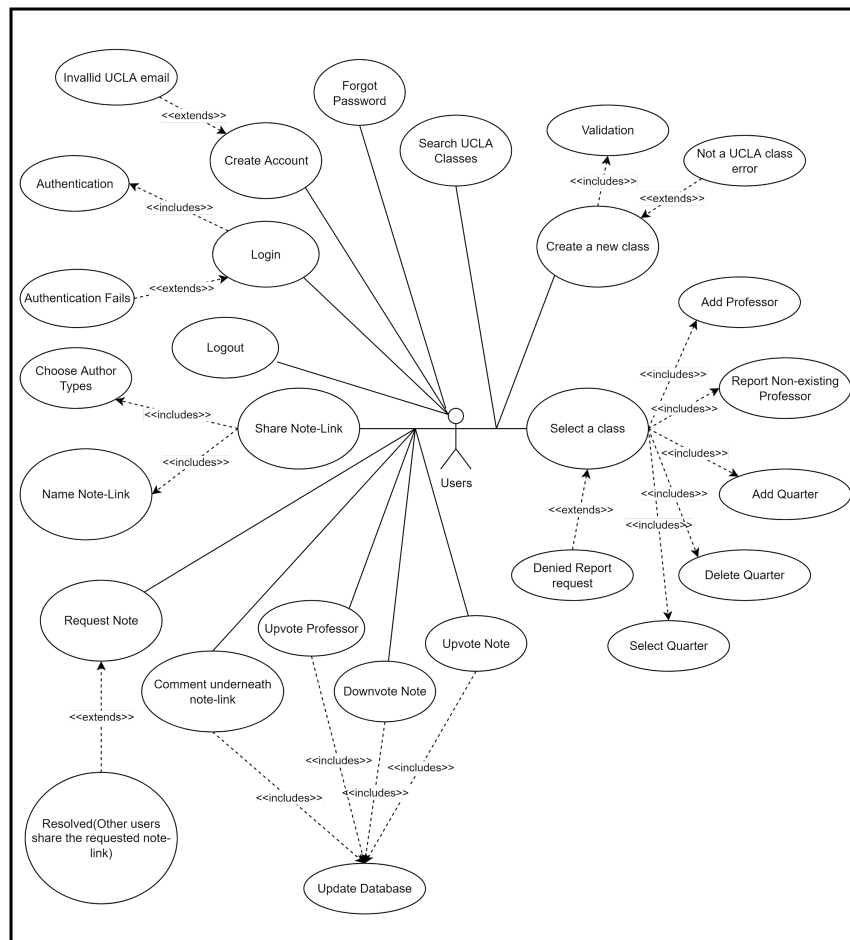 Invallid UCLA email
<<extends>>
Create Account
Forgot
Password
Search UCLA
Classes
Validation
<<includes>>
Not a UCLA class
error
<<extends>>
Create a new class
Authentication
<<includes>>
Login
Authentication Fails
<<extends>>
Logout
Choose Author
Types
<<includes>>
Share Note-Link
<<includes>>
Name Note-Link
Users
Select a class
Add Professor
<<includes>>
Report Non-existing
Professor
<<includes>>
<<includes>>
Add Quarter
<<includes>>
<<includes>>
Delete Quarter
Select Quarter
<<extends>>
Denied Report
request
Request Note
<<extends>>
Resolved(Other users
share the requested note-
link)
Comment underneath
note-link
<<includes>>
Upvote Professor
<<includes>>
Downvote Note
<<includes>>
Upvote Note
<<includes>>
Update Database